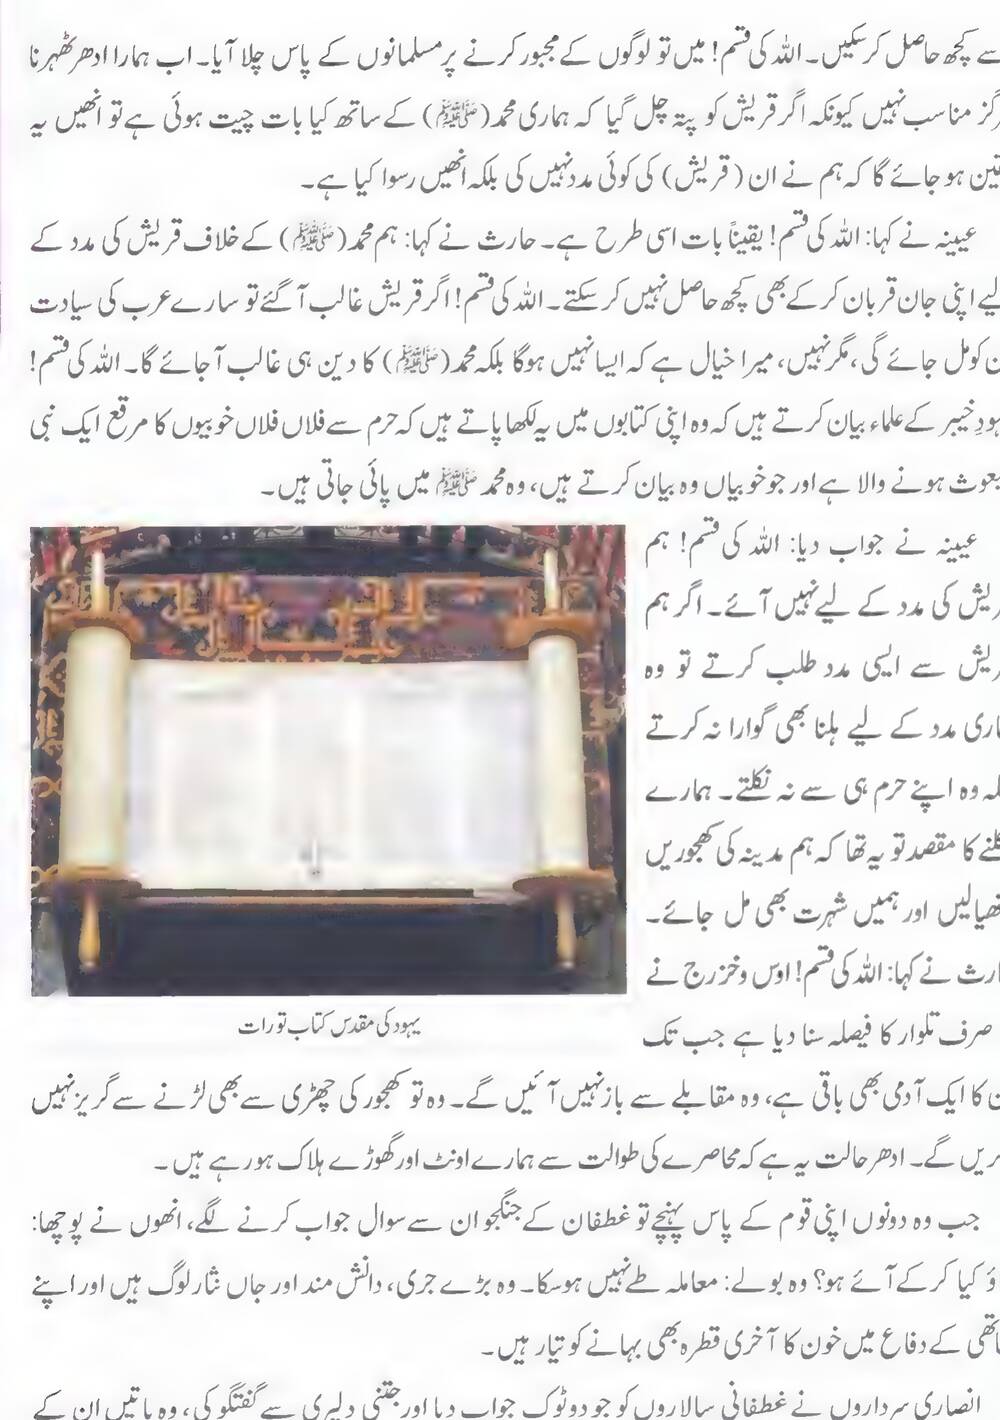 سے کچھ حاصل کرسکیں۔ اللہ کی قسم! میں تو لوگوں کے مجبور کرنے پر مسلمانوں کے پاس چلا آیا۔ اب ہمارا ادھر ٹھہرنا
گز مناسب نہیں کیونکہ اگر قریش کو پتہ چل گیا کہ ہماری محمد (ﷺ) کے ساتھ کیا بات چیت ہوئی ہے تو انھیں یہ
قین ہو جائے گا کہ ہم نے ان (قریش) کی کوئی مدد نہیں کی بلکہ انھیں رسوا کیا ہے۔
عیینہ نے کہا: اللہ کی قسم! یقیناً بات اسی طرح ہے۔ حارث نے کہا: ہم محمد (ﷺ) کے خلاف قریش کی مدد کے
لیے اپنی جان قربان کر کے بھی کچھ حاصل نہیں کر سکتے۔ اللہ کی قسم! اگر قریش غالب آ گئے تو سارے عرب کی سیادت
ن کو مل جائے گی، مگر نہیں، میرا خیال ہے کہ ایسا نہیں ہوگا بلکہ محمد (ﷺ) کا دین ہی غالب آ جائے گا۔ اللہ کی قسم!
ہودِ خیبر کے علماء بیان کرتے ہیں کہ وہ اپنی کتابوں میں یہ لکھا پاتے ہیں کہ حرم سے فلاں فلاں خوبیوں کا مرقع ایک نبی
بعوث ہونے والا ہے اور جو خوبیاں وہ بیان کرتے ہیں، وہ محمد ﷺ میں پائی جاتی ہیں۔
عیینہ نے جواب دیا: اللہ کی قسم! ہم
ریش کی مدد کے لیے نہیں آئے۔ اگر ہم
ریش سے ایسی مدد طلب کرتے تو وہ
اری مدد کے لیے ہلنا بھی گوارا نہ کرتے
لہ وہ اپنے حرم ہی سے نہ نکلتے۔ ہمارے
کلنے کا مقصد تو یہ تھا کہ ہم مدینہ کی کھجوریں
تھیالیں اور ہمیں شہرت بھی مل جائے۔
ارث نے کہا: اللہ کی قسم! اوس وخزرج نے
صرف تلوار کا فیصلہ سنا دیا ہے جب تک
یہود کی مقدس کتاب تورات
ن کا ایک آدمی بھی باقی ہے، وہ مقابلے سے باز نہیں آئیں گے۔ وہ تو کھجور کی چھڑی سے بھی لڑنے سے گریز نہیں
ریں گے۔ ادھر حالت یہ ہے کہ محاصرے کی طوالت سے ہمارے اونٹ اور گھوڑے ہلاک ہو رہے ہیں۔
جب وہ دونوں اپنی قوم کے پاس پہنچے تو غطفان کے جنگجو ان سے سوال جواب کرنے لگے، انھوں نے پوچھا:
ؤ کیا کر کے آئے ہو؟ وہ بولے: معاملہ طے نہیں ہو سکا۔ وہ بڑے جری، دانش مند اور جاں نثار لوگ ہیں اور اپنے
اتھی کے دفاع میں خون کا آخری قطرہ بھی بہانے کو تیار ہیں۔
انصاری سرداروں نے غطفانی سالاروں کو جو دو ٹوک جواب دیا اور جتنی دلیری سے گفتگو کی، وہ باتیں ان کے